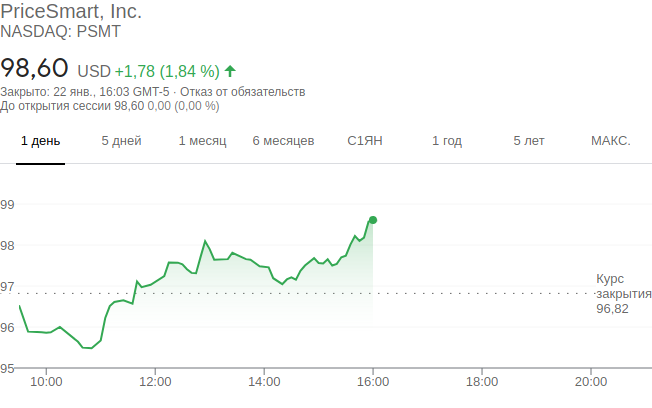 PriceSmart, Inc.
NASDAQ: PSMT
98,60 USD +1,78 (1,84 %)
Закрыто: 22 янв., 16:03 GMT-5 · Отказ от обязательств
До открытия сессии 98,60 0,00 (0,00 %)
1 день 5 дней 1 месяц 6 месяцев С1ЯН 1 год 5 лет МАКС.
99
98
97
Курс
закрытия
96,82
96
95
10:00 12:00 14:00 16:00 18:00 20:00